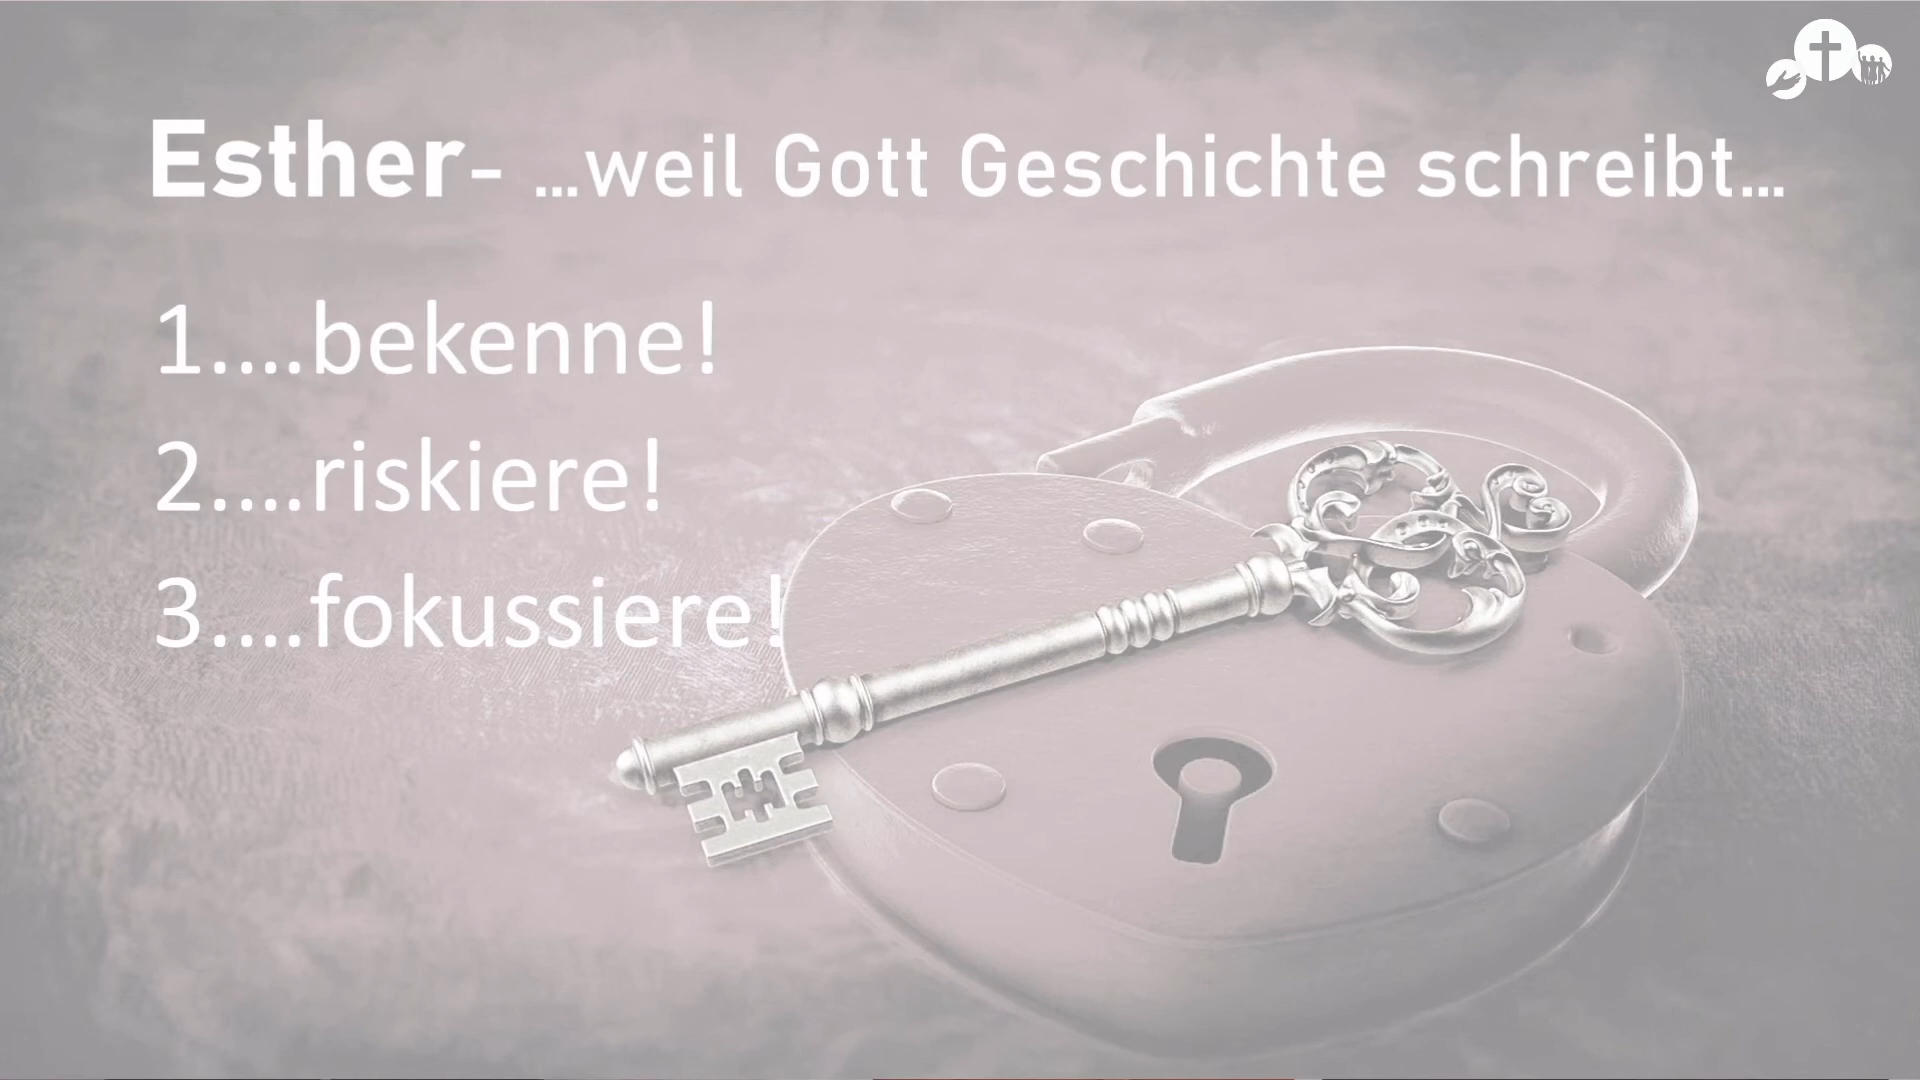 Esther- ...weil Gott Geschichte schreibt...
1....bekenne!
2....riskiere!
3....fokussiere!